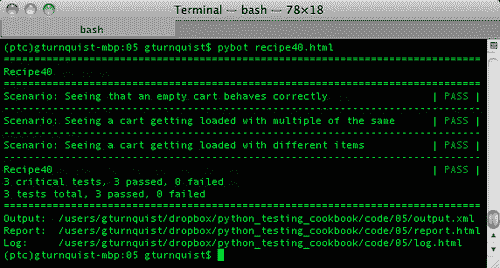 Terminal — bash — 78×18
bash
(ptc)gturnquist-mbp:05 gturnquist$ pybot recipe40.html
==============================================================================
Recipe40
==============================================================================
Scenario: Seeing that an empty cart behaves correctly | PASS |
------------------------------------------------------------------------------
Scenario: Seeing a cart getting loaded with multiple of the same | PASS |
------------------------------------------------------------------------------
Scenario: Seeing a cart getting loaded with different items | PASS |
------------------------------------------------------------------------------
Recipe40 | PASS |
3 critical tests, 3 passed, 0 failed
3 tests total, 3 passed, 0 failed
==============================================================================
Output: /users/gturnquist/dropbox/python_testing_cookbook/code/05/output.xml
Report: /users/gturnquist/dropbox/python_testing_cookbook/code/05/report.html
Log: /users/gturnquist/dropbox/python_testing_cookbook/code/05/log.html
(ptc)gturnquist-mbp:05 gturnquist$